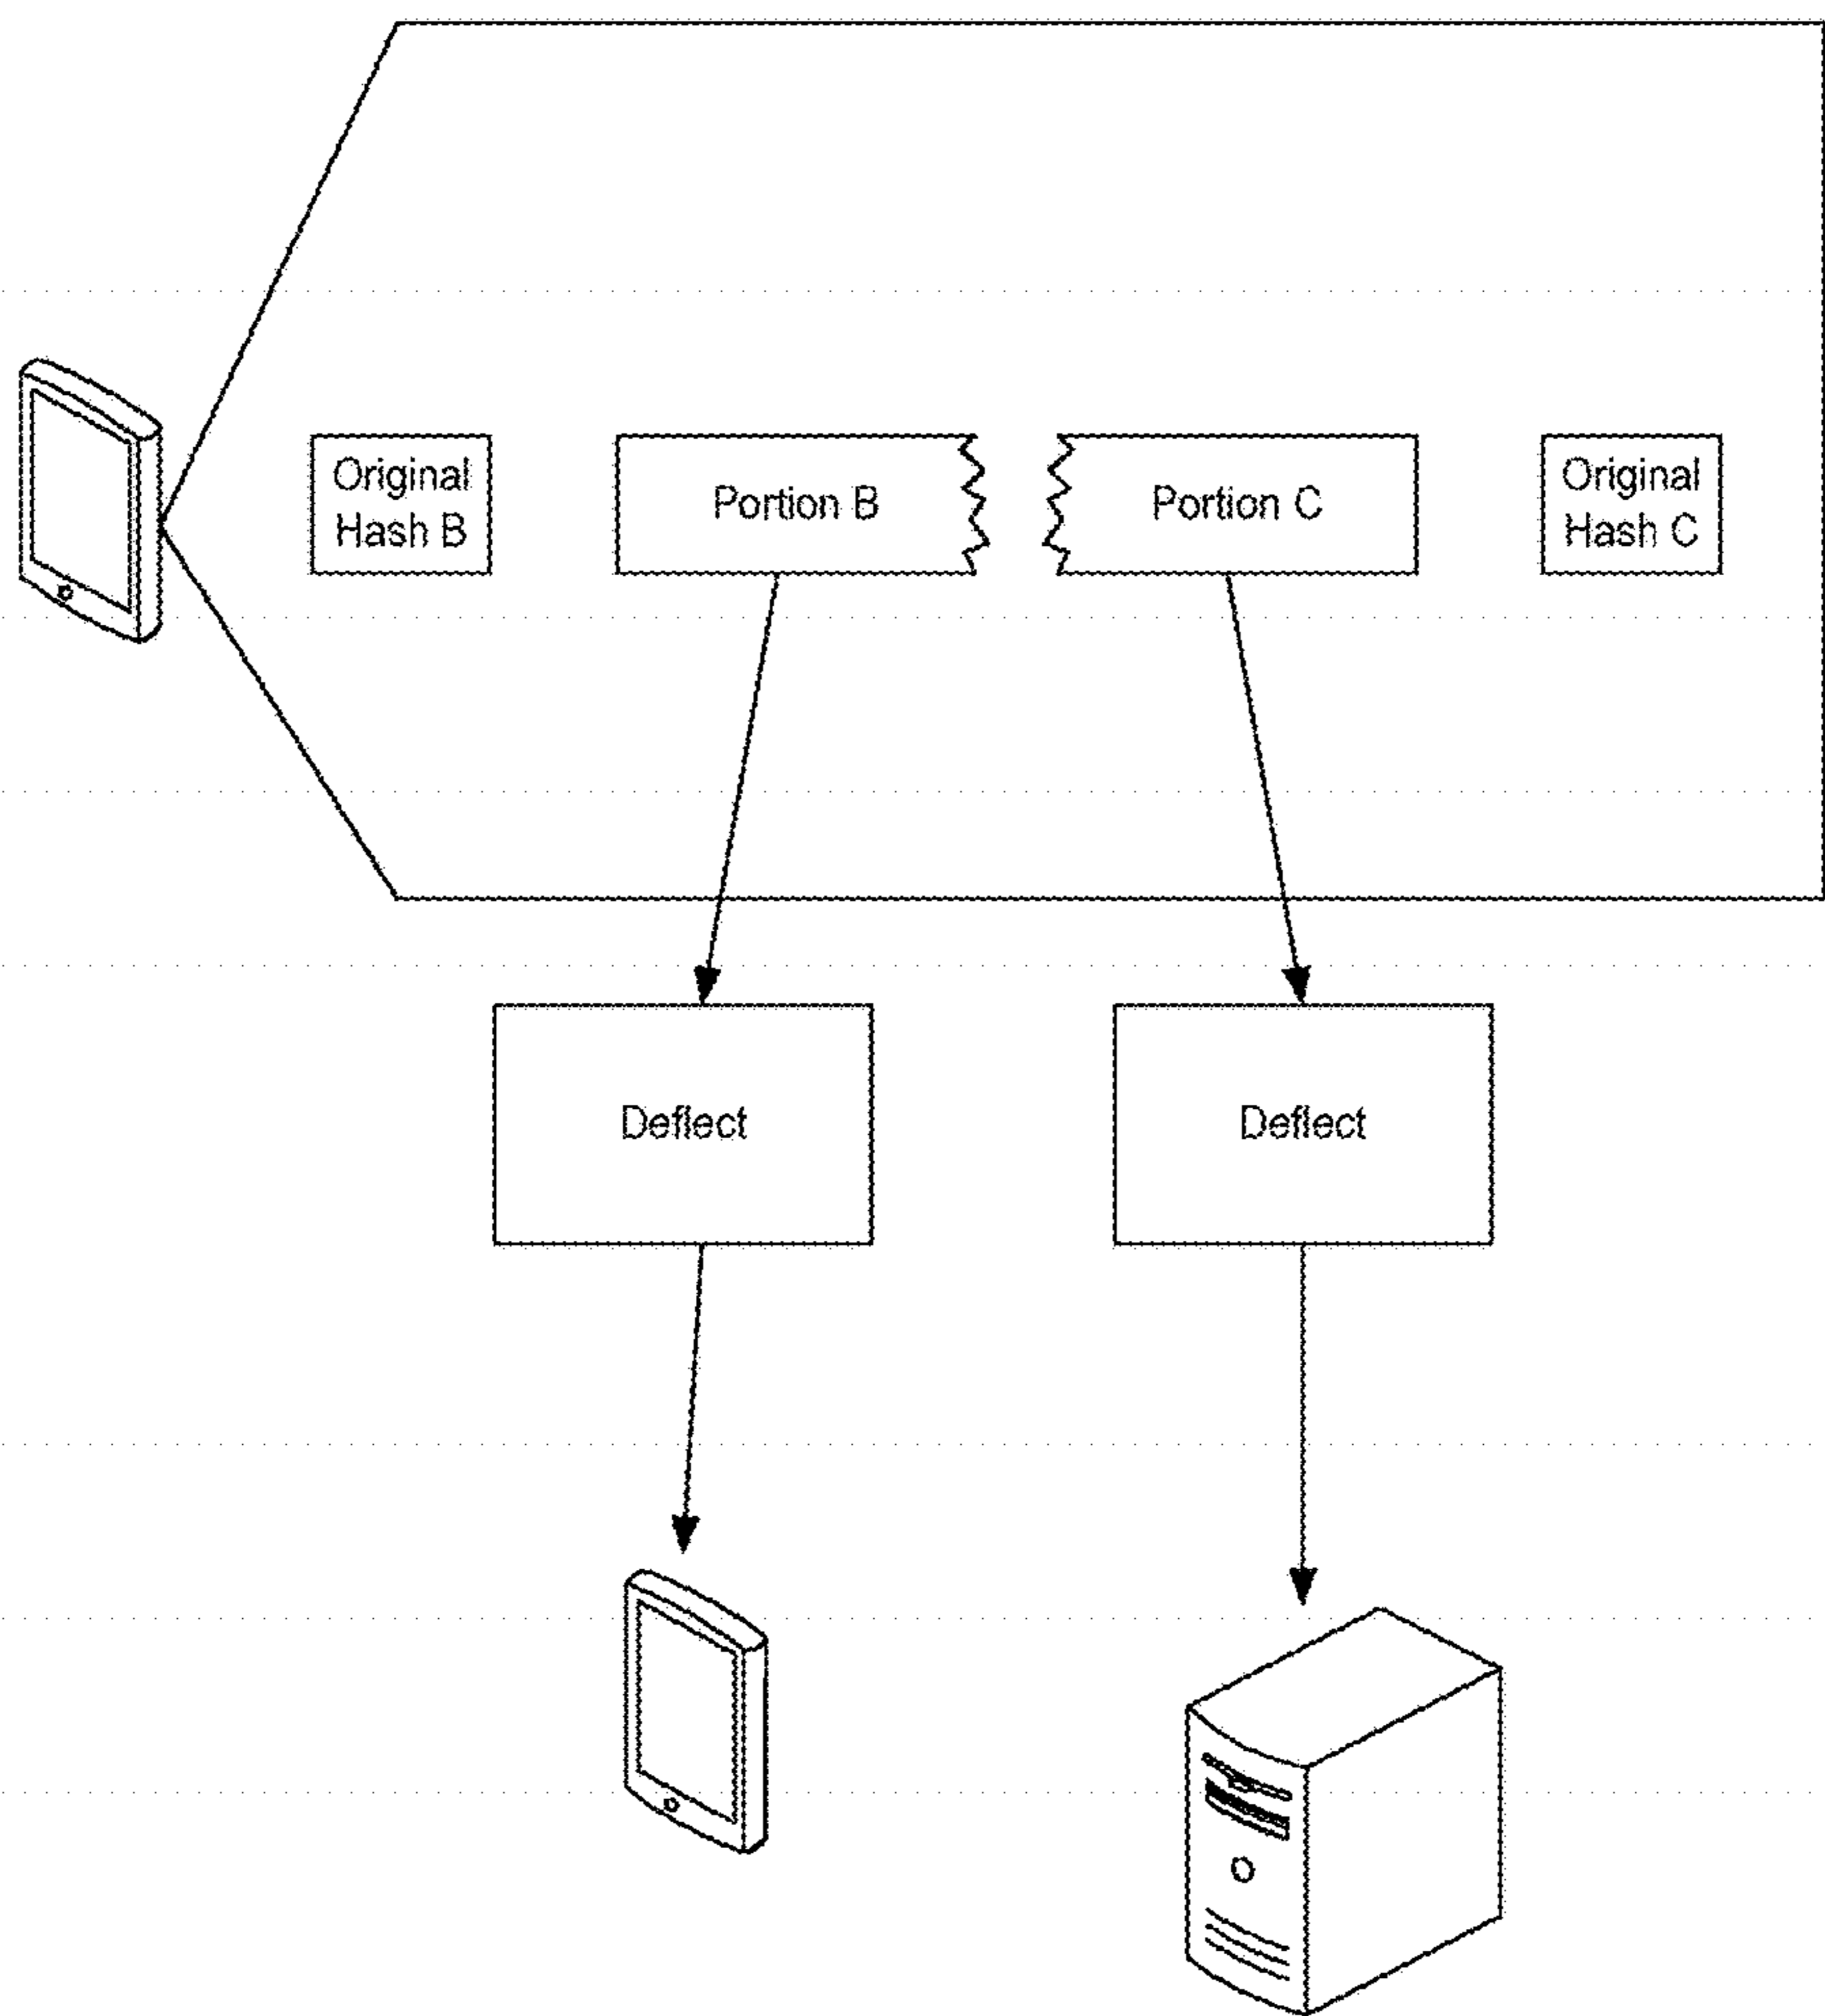 Original
Hash B
Portion B
Portion C
Original
Hash C
Deflect
Deflect